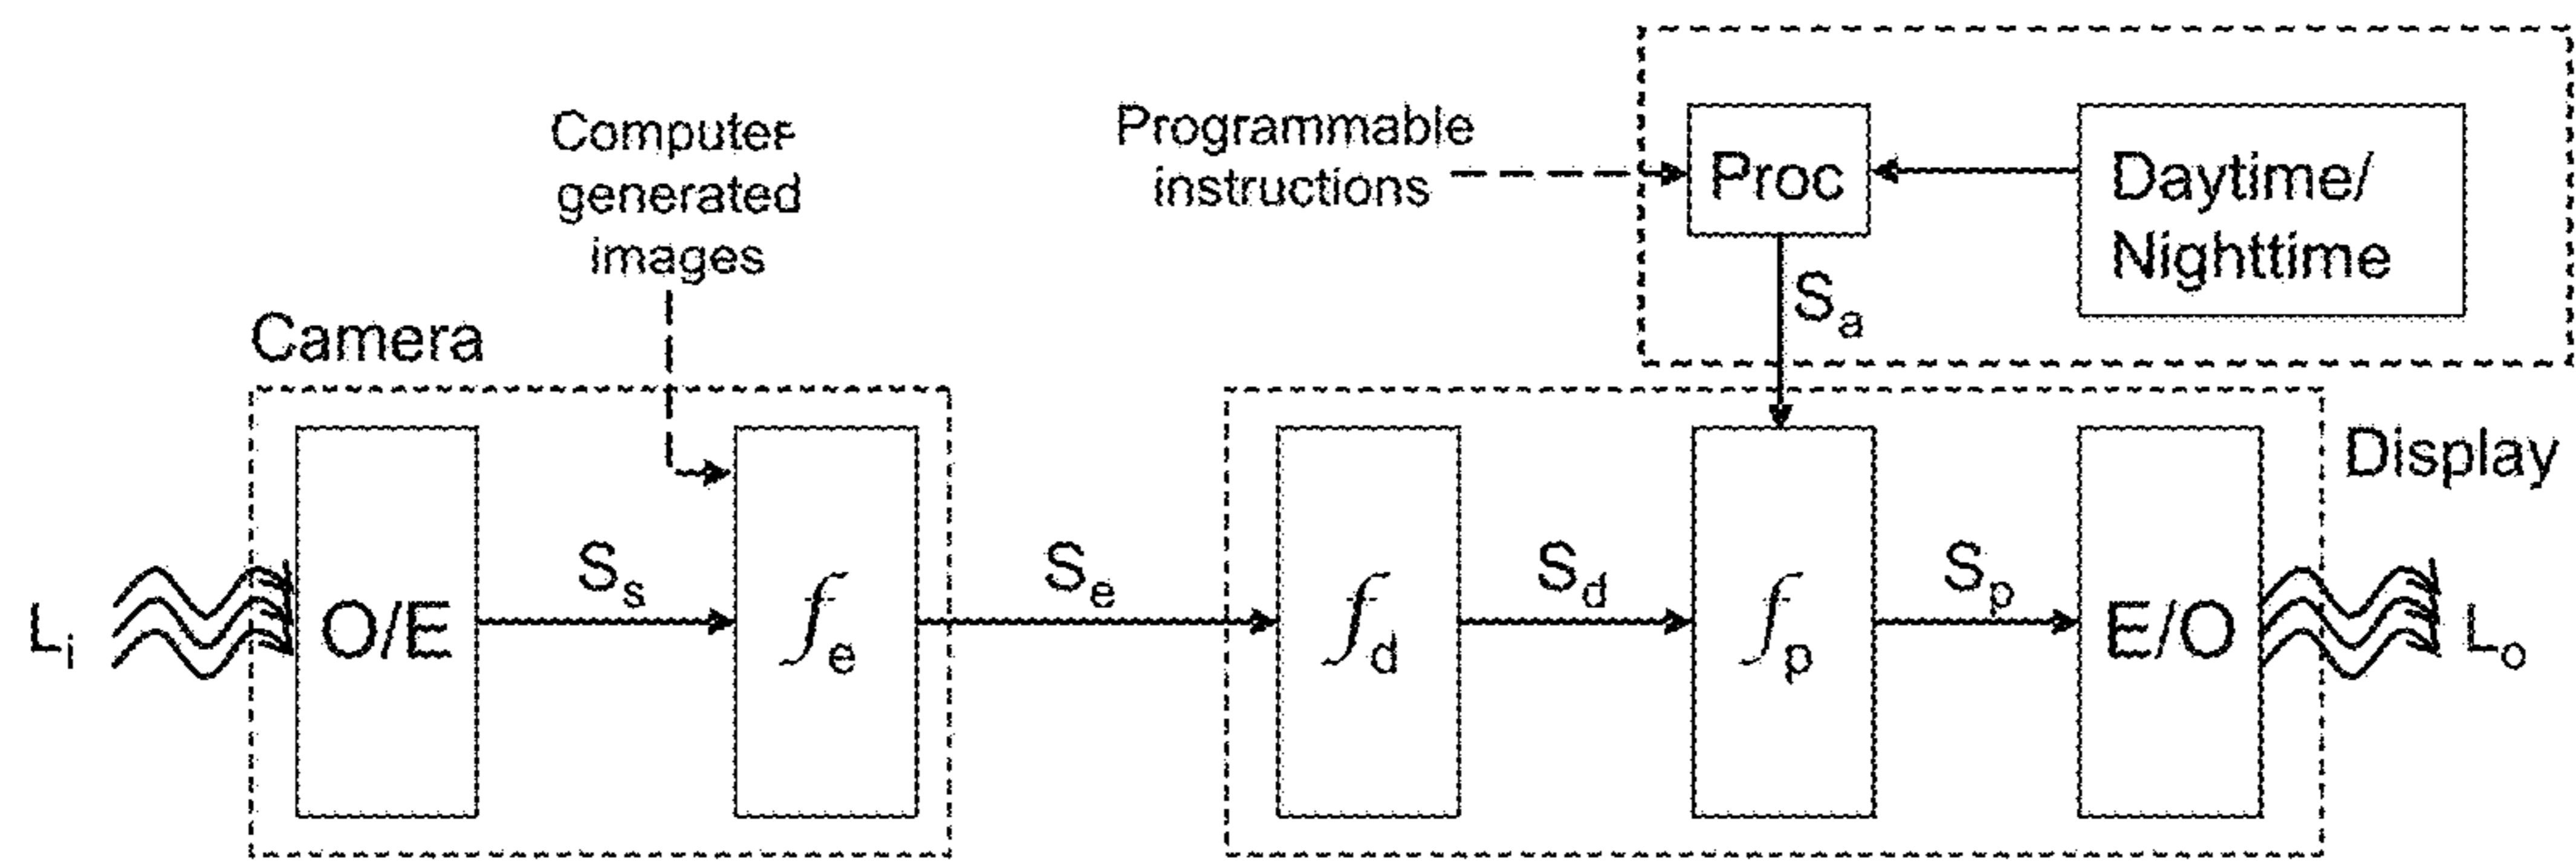 Computer
generated
images
Programmable
instructions
Proc
Daytime/
Nighttime
Sa
Camera
Display
Li
O/E
Ss
fe
Se
fd
Sd
fp
Sp
E/O
Lo